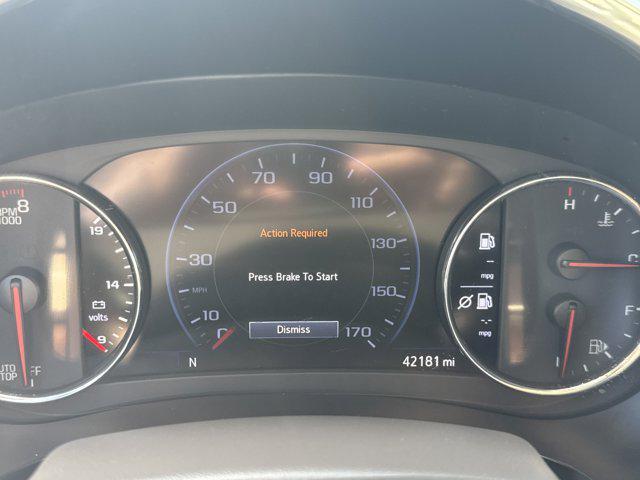 RPM
1000
8
AUTO
STOP
OFF
19
14
volts
9
0
10
30
50
70
90
110
130
150
170
MPH
Action Required
Press Brake To Start
Dismiss
N
42181 mi
--
mpg
--
mpg
H
C